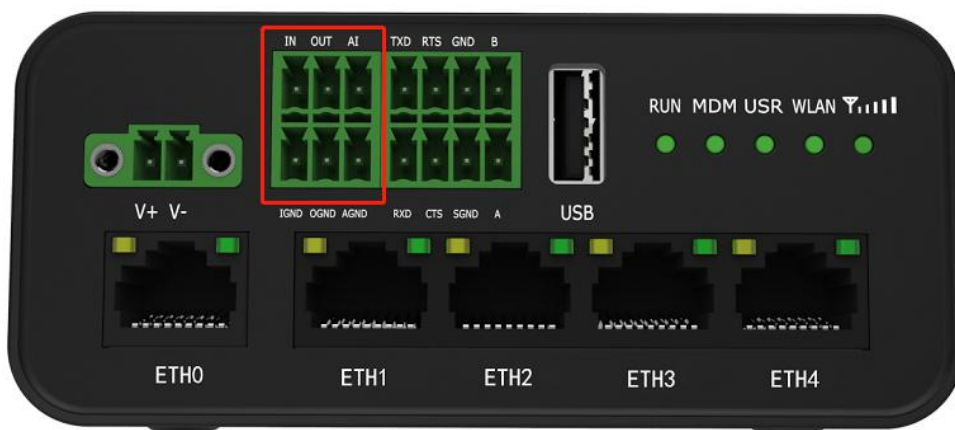 IN OUT AI TXD RTS GND B
RUN MDM USR WLAN
V+ V-
IGND OGND AGND RXD CTS SGND A
USB
ETH0 ETH1 ETH2 ETH3 ETH4